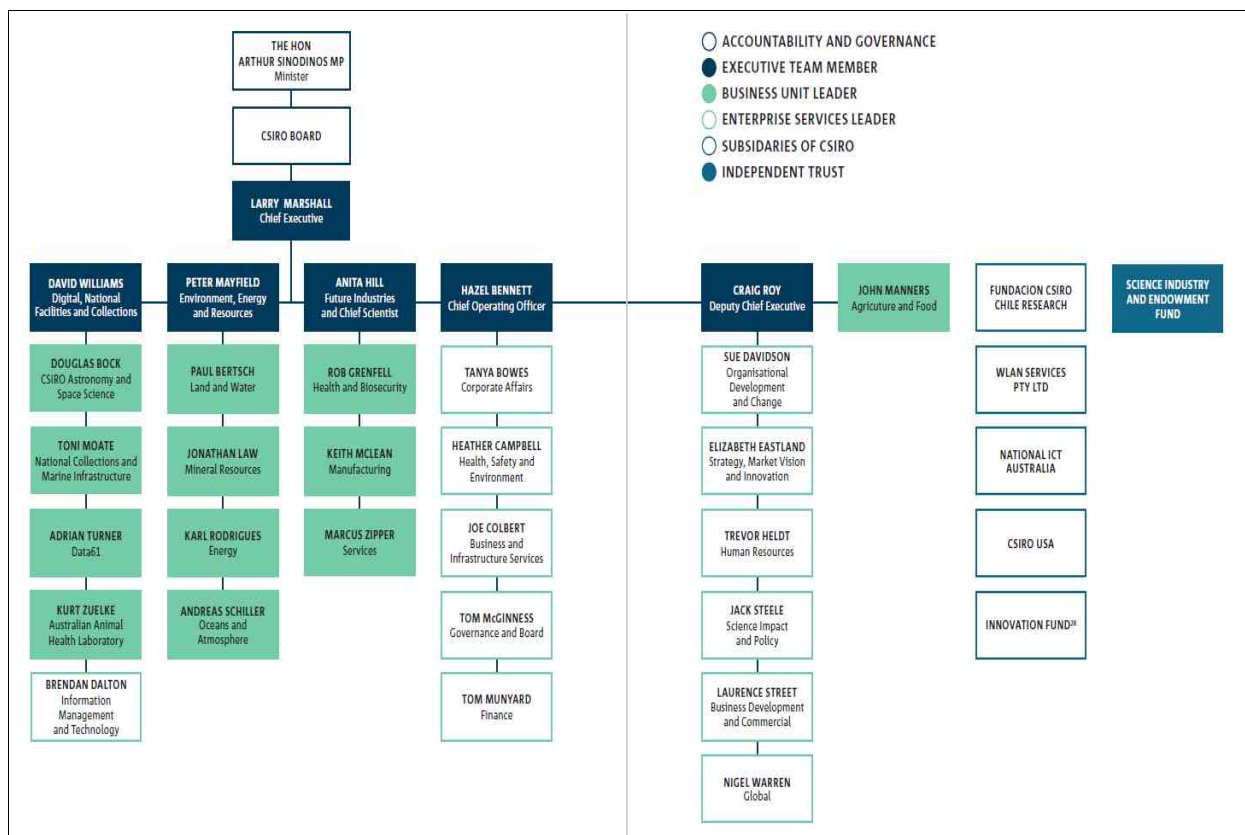 THE HON
ARTHUR SINODINOS MP
Minister
CSIRO BOARD
LARRY MARSHALL
Chief Executive
ACCOUNTABILITY AND GOVERNANCE
EXECUTIVE TEAM MEMBER
BUSINESS UNIT LEADER
ENTERPRISE SERVICES LEADER
SUBSIDARIES OF CSIRO
INDEPENDENT TRUST
DAVID WILLIAMS
Digital, National
Facilities and Collections
DOUGLAS BOCK
CSIRO Astronomy and
Space Science
TONI MOATE
National Collections and
Marine Infrastructure
ADRIAN TURNER
Data61
KURT ZUELKE
Australian Animal
Health Laboratory
BRENDAN DALTON
Information
Management
and Technology
PETER MAYFIELD
Environment, Energy
and Resources
PAUL BERTSCH
Land and Water
JONATHAN LAW
Mineral Resources
KARL RODRIGUES
Energy
ANDREAS SCHILLER
Oceans and
Atmosphere
ANITA HILL
Future Industries
and Chief Scientist
ROB GRENFELL
Health and Biosecurity
KEITH MCLEAN
Manufacturing
MARCUS ZIPPER
Services
HAZEL BENNETT
Chief Operating Officer
TANYA BOWES
Corporate Affairs
HEATHER CAMPBELL
Health, Safety and
Environment
JOE COLBERT
Business and
Infrastructure Services
TOM McGINNESS
Governance and Board
TOM MUNYARD
Finance
CRAIG ROY
Deputy Chief Executive
SUE DAVIDSON
Organisational
Development
and Change
ELIZABETH EASTLAND
Strategy, Market Vision
and Innovation
TREVOR HELDT
Human Resources
JACK STEELE
Science Impact
and Policy
LAURENCE STREET
Business Development
and Commercial
NIGEL WARREN
Global
JOHN MANNERS
Agricuture and Food
FUNDACION CSIRO
CHILE RESEARCH
WLAN SERVICES
PTY LTD
NATIONAL ICT
AUSTRALIA
CSIRO USA
INNOVATION FUND²⁸
SCIENCE INDUSTRY
AND ENDOWMENT
FUND